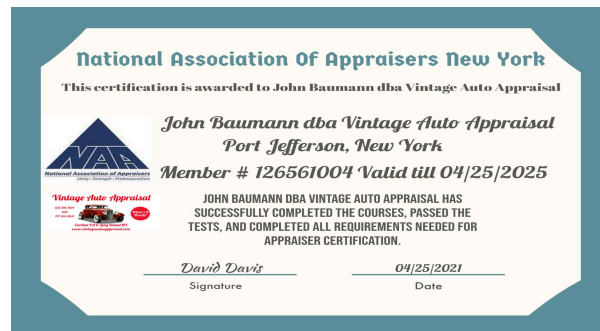 National Association Of Appraisers New York
This certification is awarded to John Baumann dba Vintage Auto Appraisal
John Baumann dba Vintage Auto Appraisal
Port Jefferson, New York
Member # 126561004 Valid till 04/25/2025
NAA
National Association of Appraisers
Unity • Strength • Professionalism
Vintage Auto Appraisal
JOHN BAUMANN DBA VINTAGE AUTO APPRAISAL HAS
SUCCESSFULLY COMPLETED THE COURSES, PASSED THE
TESTS, AND COMPLETED ALL REQUIREMENTS NEEDED FOR
APPRAISER CERTIFICATION.
David Davis
04/25/2021
Signature
Date